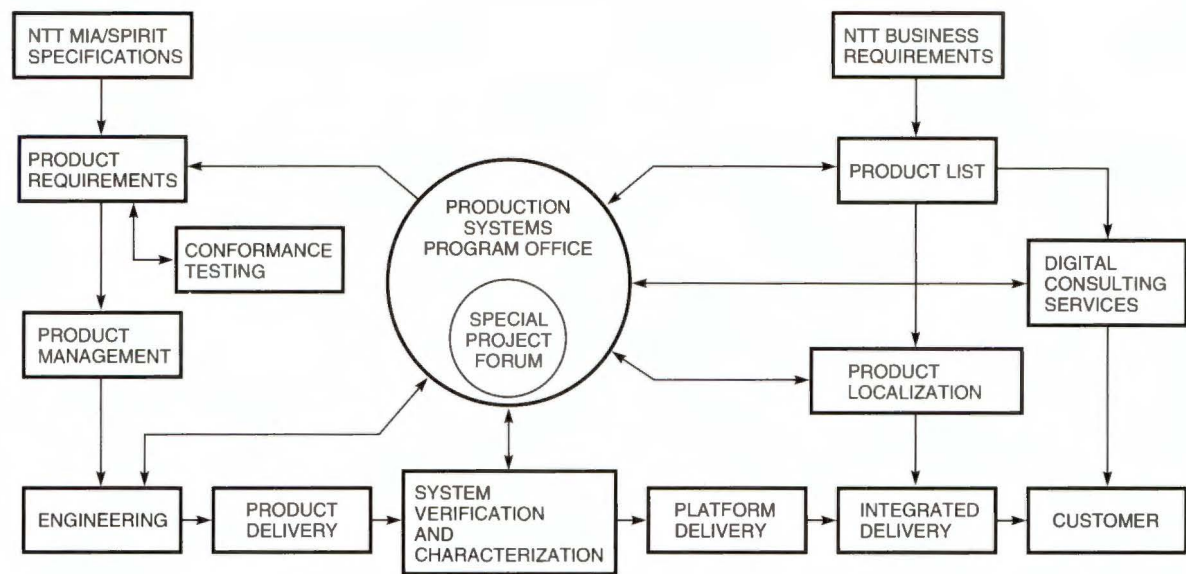 NTT MIA/SPIRIT
SPECIFICATIONS
NTT BUSINESS
REQUIREMENTS
PRODUCT
REQUIREMENTS
PRODUCT LIST
PRODUCTION
SYSTEMS
PROGRAM OFFICE
CONFORMANCE
TESTING
DIGITAL
CONSULTING
SERVICES
PRODUCT
MANAGEMENT
SPECIAL
PROJECT
FORUM
PRODUCT
LOCALIZATION
ENGINEERING
PRODUCT
DELIVERY
SYSTEM
VERIFICATION
AND
CHARACTERIZATION
PLATFORM
DELIVERY
INTEGRATED
DELIVERY
CUSTOMER